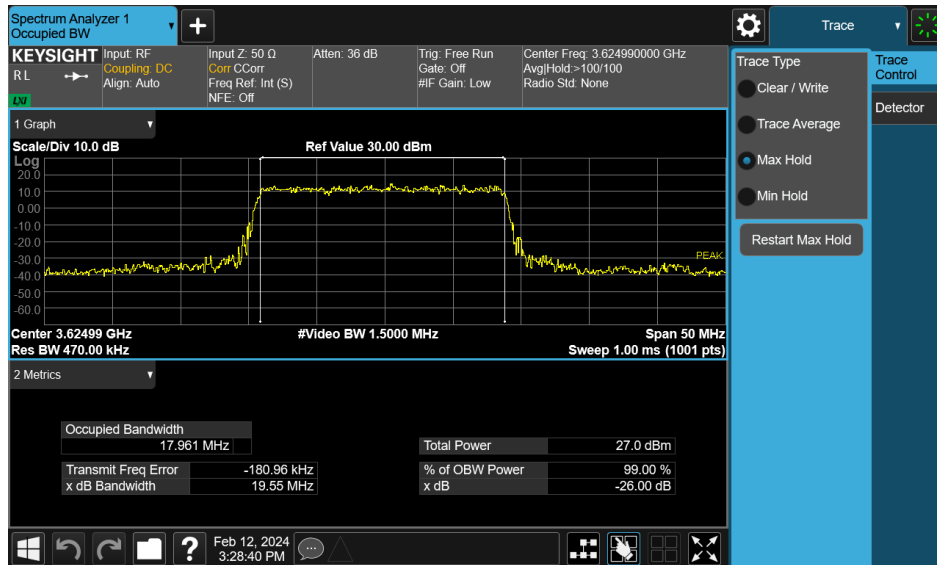 Spectrum Analyzer 1
Occupied BW
Trace
KEYSIGHT
R L
LXI
Input: RF
Coupling: DC
Align: Auto
Input Z: 50 Ω
Corr CCorr
Freq Ref: Int (S)
NFE: Off
Atten: 36 dB
Trig: Free Run
Gate: Off
#IF Gain: Low
Center Freq: 3.624990000 GHz
Avg|Hold:>100/100
Radio Std: None
Trace Type
Clear / Write
Trace Average
Max Hold
Min Hold
Restart Max Hold
Trace
Control
Detector
1 Graph
Scale/Div 10.0 dB
Ref Value 30.00 dBm
Log
20.0
10.0
0.00
-10.0
-20.0
-30.0
-40.0
-50.0
-60.0
PEAK
Center 3.62499 GHz
#Video BW 1.5000 MHz
Span 50 MHz
Res BW 470.00 kHz
Sweep 1.00 ms (1001 pts)
2 Metrics
Occupied Bandwidth
17.961 MHz
Total Power 27.0 dBm
Transmit Freq Error -180.96 kHz
% of OBW Power 99.00 %
x dB Bandwidth 19.55 MHz
x dB -26.00 dB
?
Feb 12, 2024
3:28:40 PM